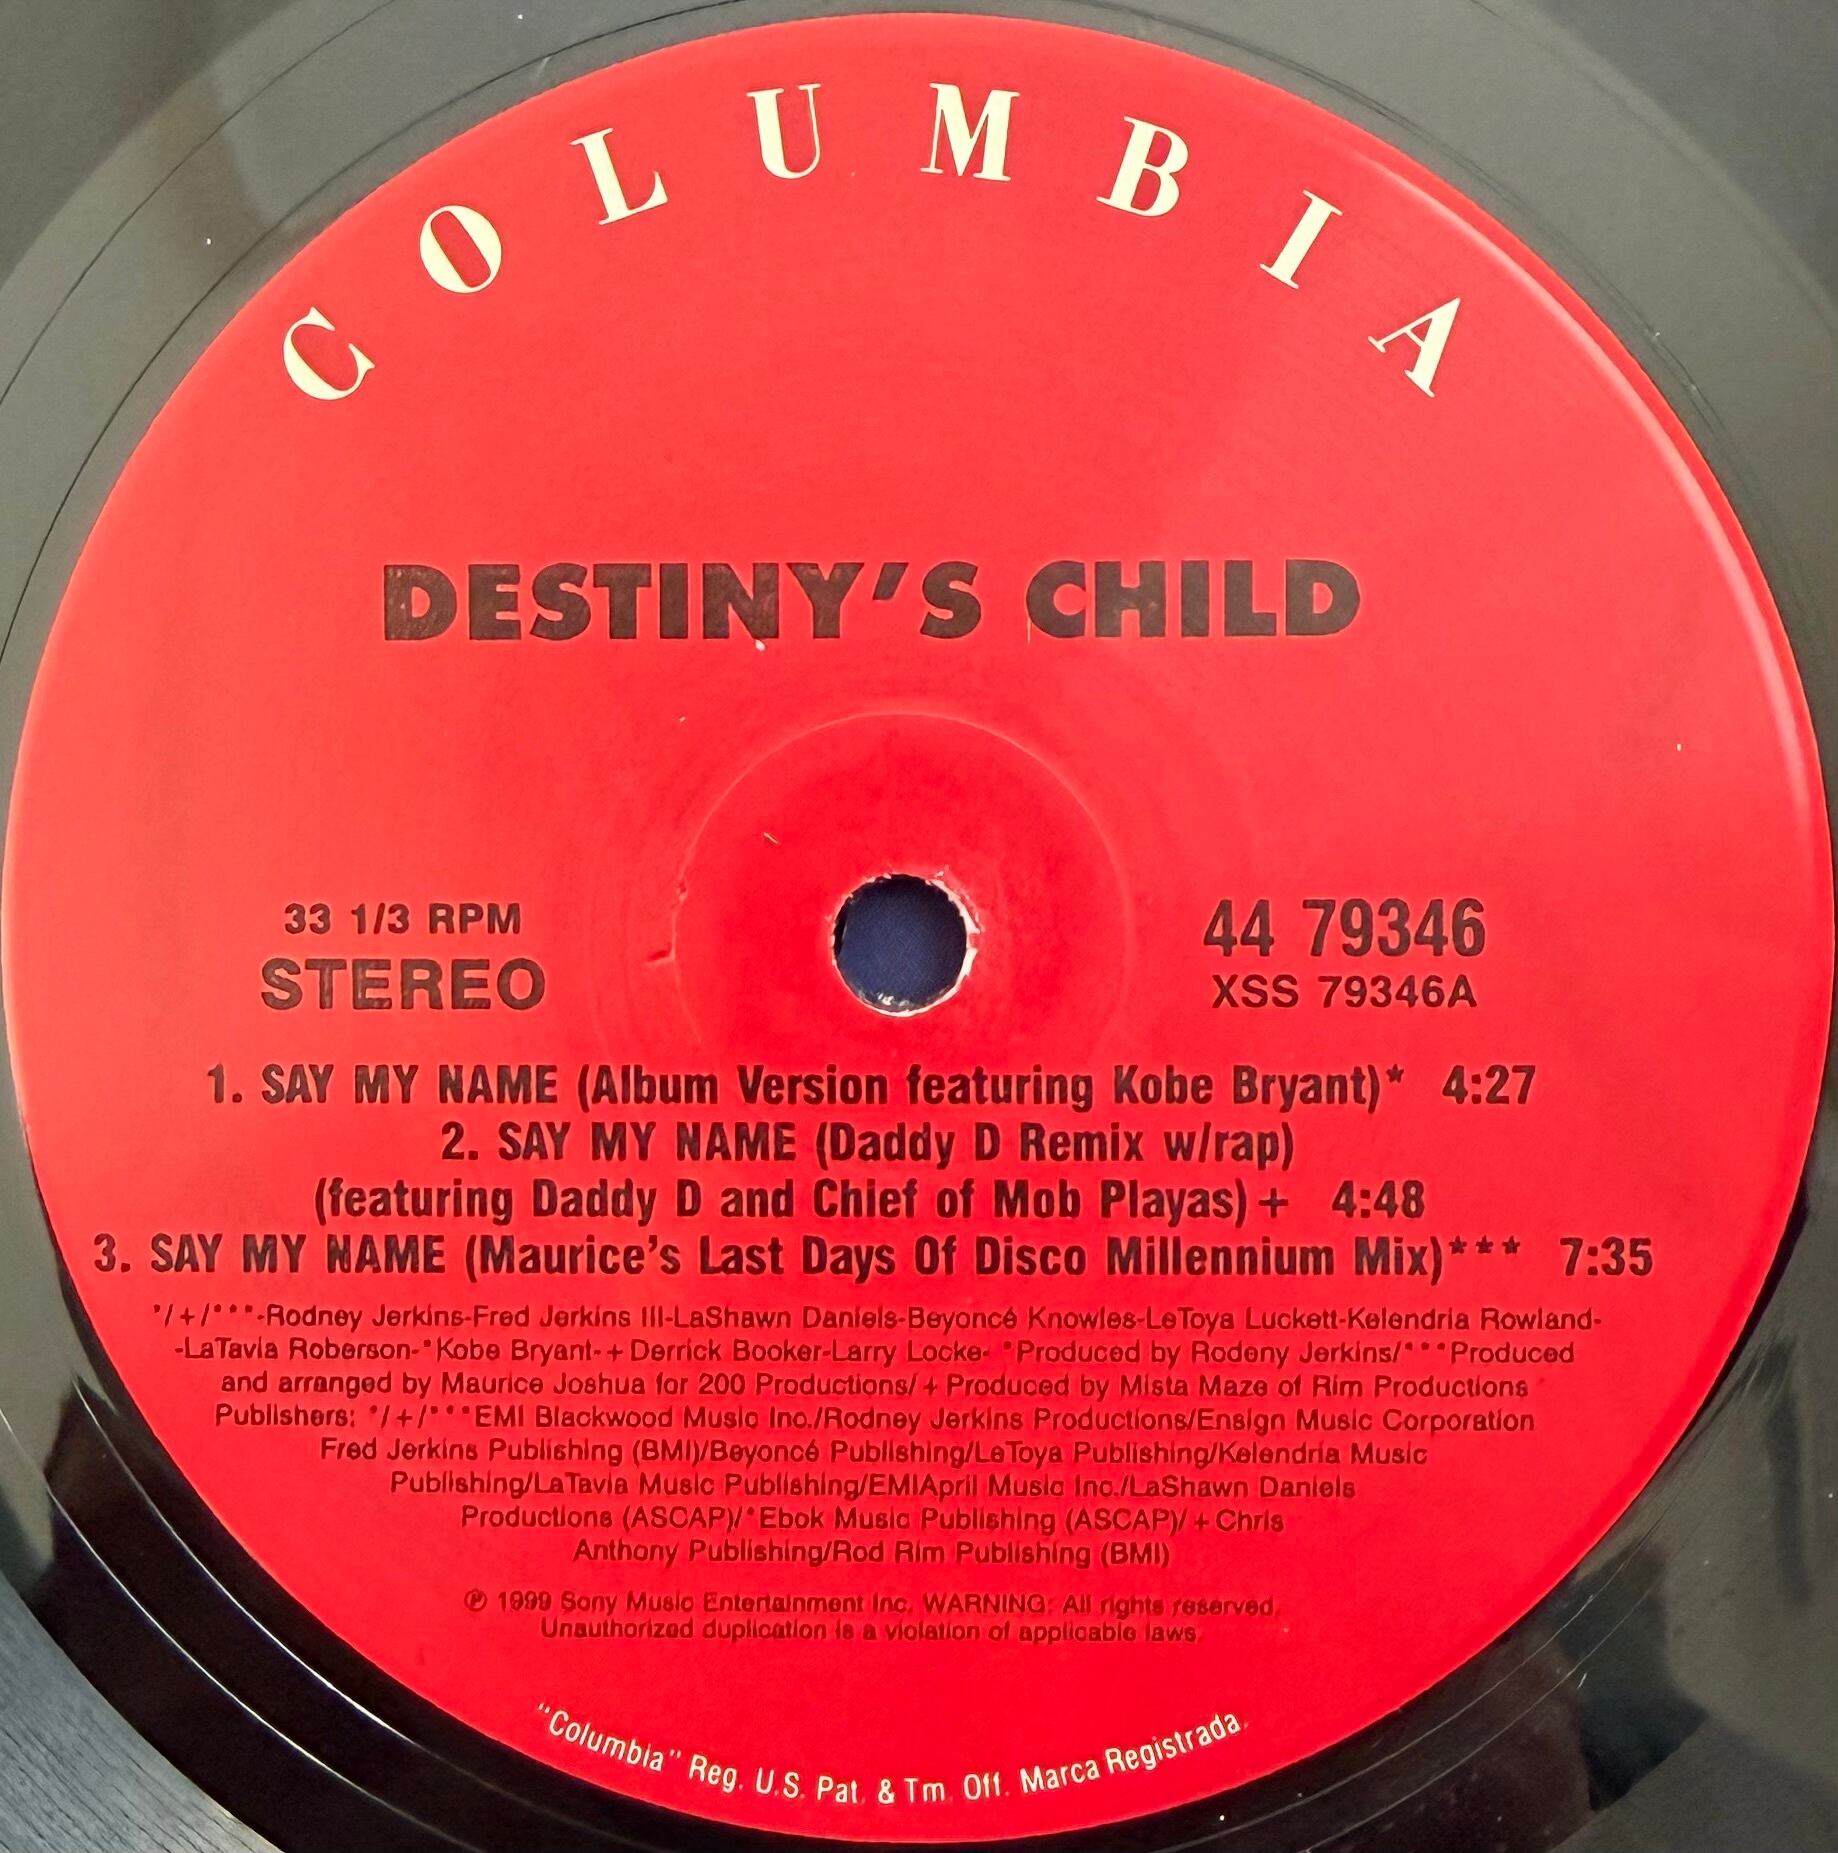 COLUMBIA
DESTINY'S CHILD
33 1/3 RPM
STEREO
44 79346
XSS 79346A
1. SAY MY NAME (Album Version featuring Kobe Bryant)* 4:27
2. SAY MY NAME (Daddy D Remix w/rap)
(featuring Daddy D and Chief of Mob Playas) + 4:48
3. SAY MY NAME (Maurice's Last Days Of Disco Millennium Mix)*** 7:35
*/+/***-Rodney Jerkins-Fred Jerkins III-LaShawn Daniels-Beyoncé Knowles-LeToya Luckett-Kelendria Rowland-
-LaTavia Roberson-*Kobe Bryant-+Derrick Booker-Larry Locke- *Produced by Rodeny Jerkins/***Produced
and arranged by Maurice Joshua for 200 Productions/+Produced by Mista Maze of Rim Productions
Publishers: */+/***EMI Blackwood Music Inc./Rodney Jerkins Productions/Ensign Music Corporation
Fred Jerkins Publishing (BMI)/Beyoncé Publishing/LeToya Publishing/Kelendria Music
Publishing/LaTavia Music Publishing/EMIApril Music Inc./LaShawn Daniels
Productions (ASCAP)/*Ebok Music Publishing (ASCAP)/+Chris
Anthony Publishing/Rod Rim Publishing (BMI)
℗ 1999 Sony Music Entertainment Inc. WARNING: All rights reserved.
Unauthorized duplication is a violation of applicable laws.
"Columbia" Reg. U.S. Pat. & Tm. Off. Marca Registrada.